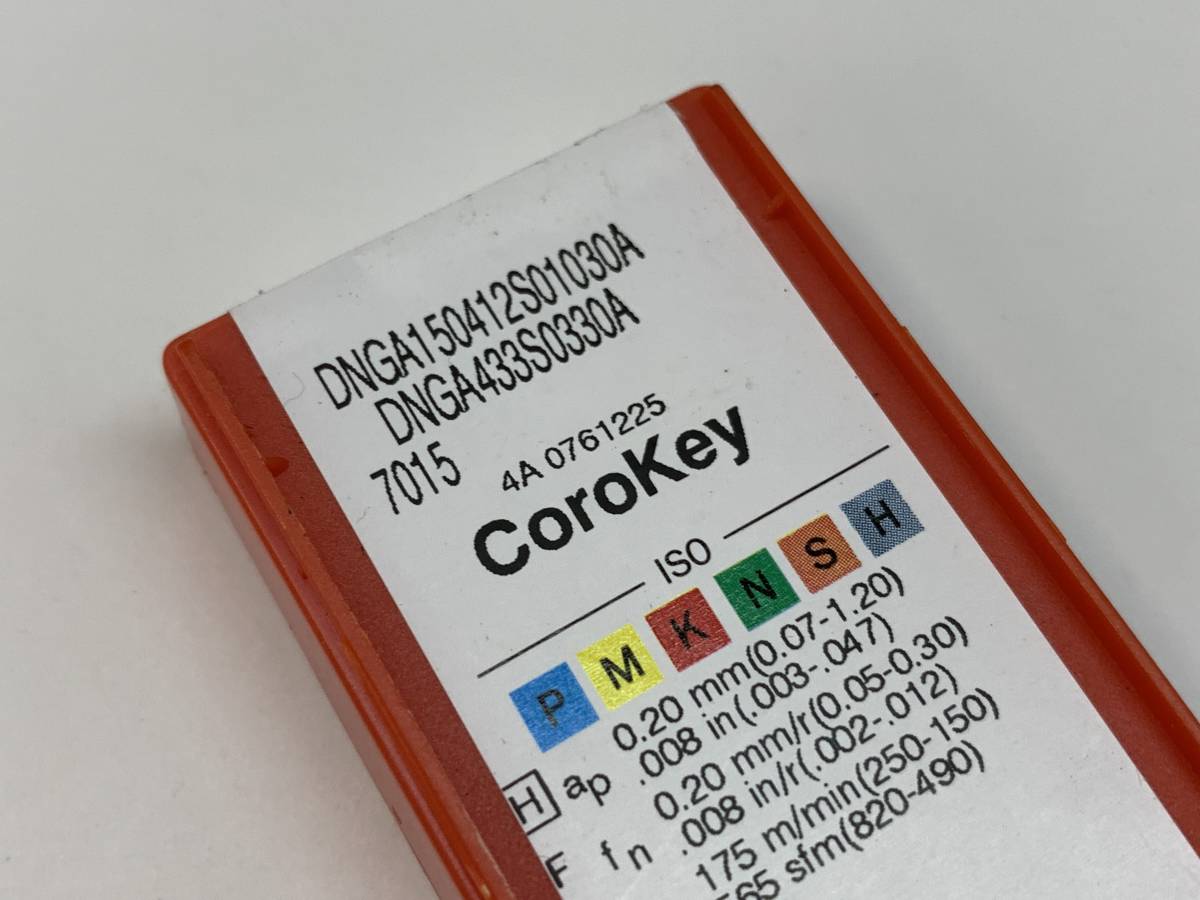 DNGA150412S01030A
DNGA433S0330A
7015 4A 0761225
CoroKey
ISO
P M K N S H
H ap 0.20 mm(0.07-1.20)
.008 in(.003-.047)
F fn 0.20 mm/r(0.05-0.30)
.008 in/r(.002-.012)
175 m/min(250-150)
565 sfm(820-490)